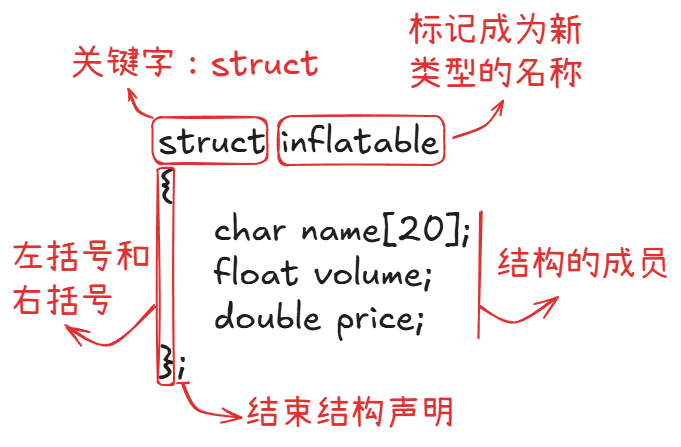 标记成为新
类型的名称
关键字：struct
struct inflatable
{
char name[20];
float volume;
double price;
};
左括号和
右括号
结构的成员
结束结构声明